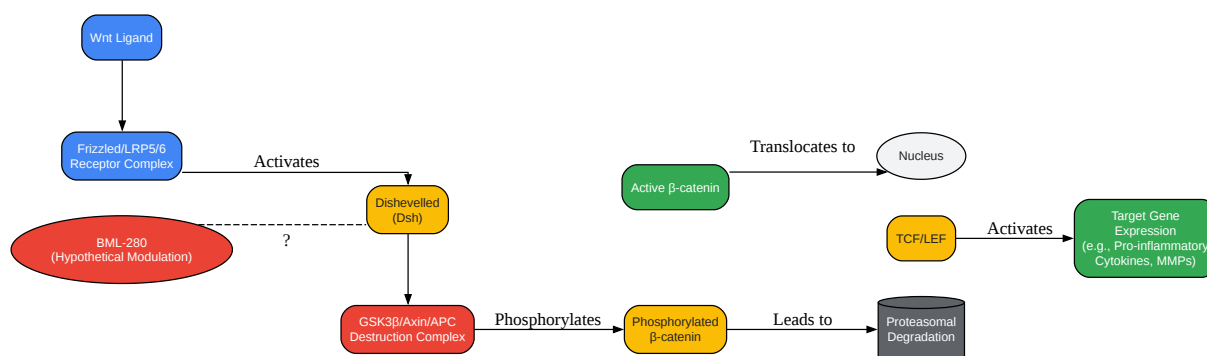 Wnt Ligand
Frizzled/LRP5/6
Receptor Complex
Activates
Dishevelled
(Dsh)
BML-280
(Hypothetical Modulation)
?
GSK3β/Axin/APC
Destruction Complex
Phosphorylates
Phosphorylated
β-catenin
Leads to
Proteasomal
Degradation
Active β-catenin
Translocates to
Nucleus
TCF/LEF
Activates
Target Gene
Expression
(e.g., Pro-inflammatory
Cytokines, MMPs)